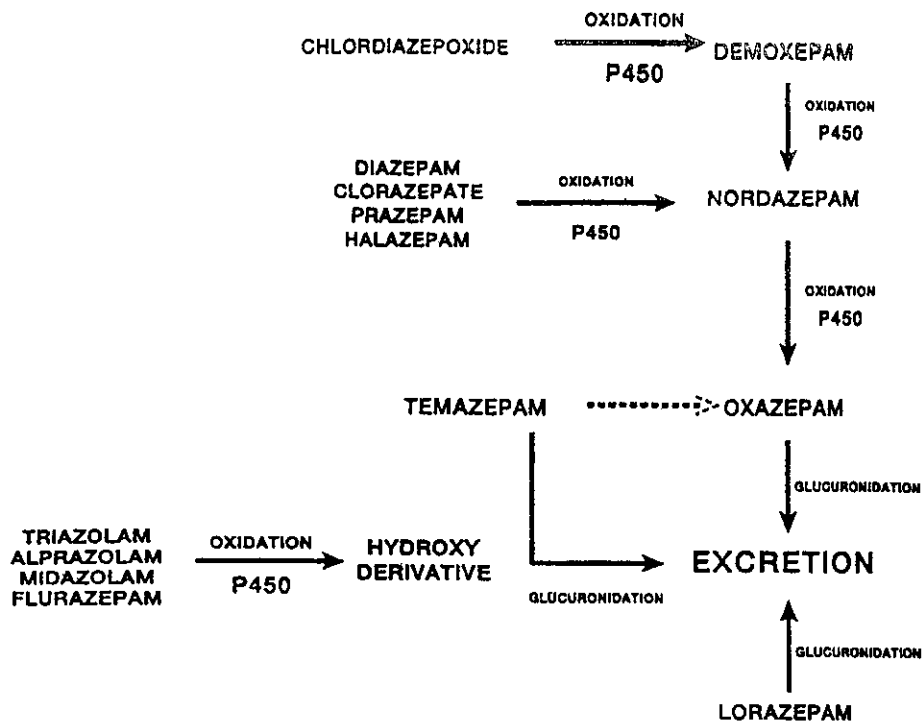 OXIDATION
CHLORDIAZEPOXIDE
DEMOXEPAM
P450
OXIDATION
P450
DIAZEPAM
CLORAZEPATE
PRAZEPAM
HALAZEPAM
OXIDATION
P450
NORDAZEPAM
OXIDATION
P450
TEMAZEPAM
OXAZEPAM
GLUCURONIDATION
TRIAZOLAM
ALPRAZOLAM
MIDAZOLAM
FLURAZEPAM
OXIDATION
P450
HYDROXY
DERIVATIVE
EXCRETION
GLUCURONIDATION
GLUCURONIDATION
LORAZEPAM